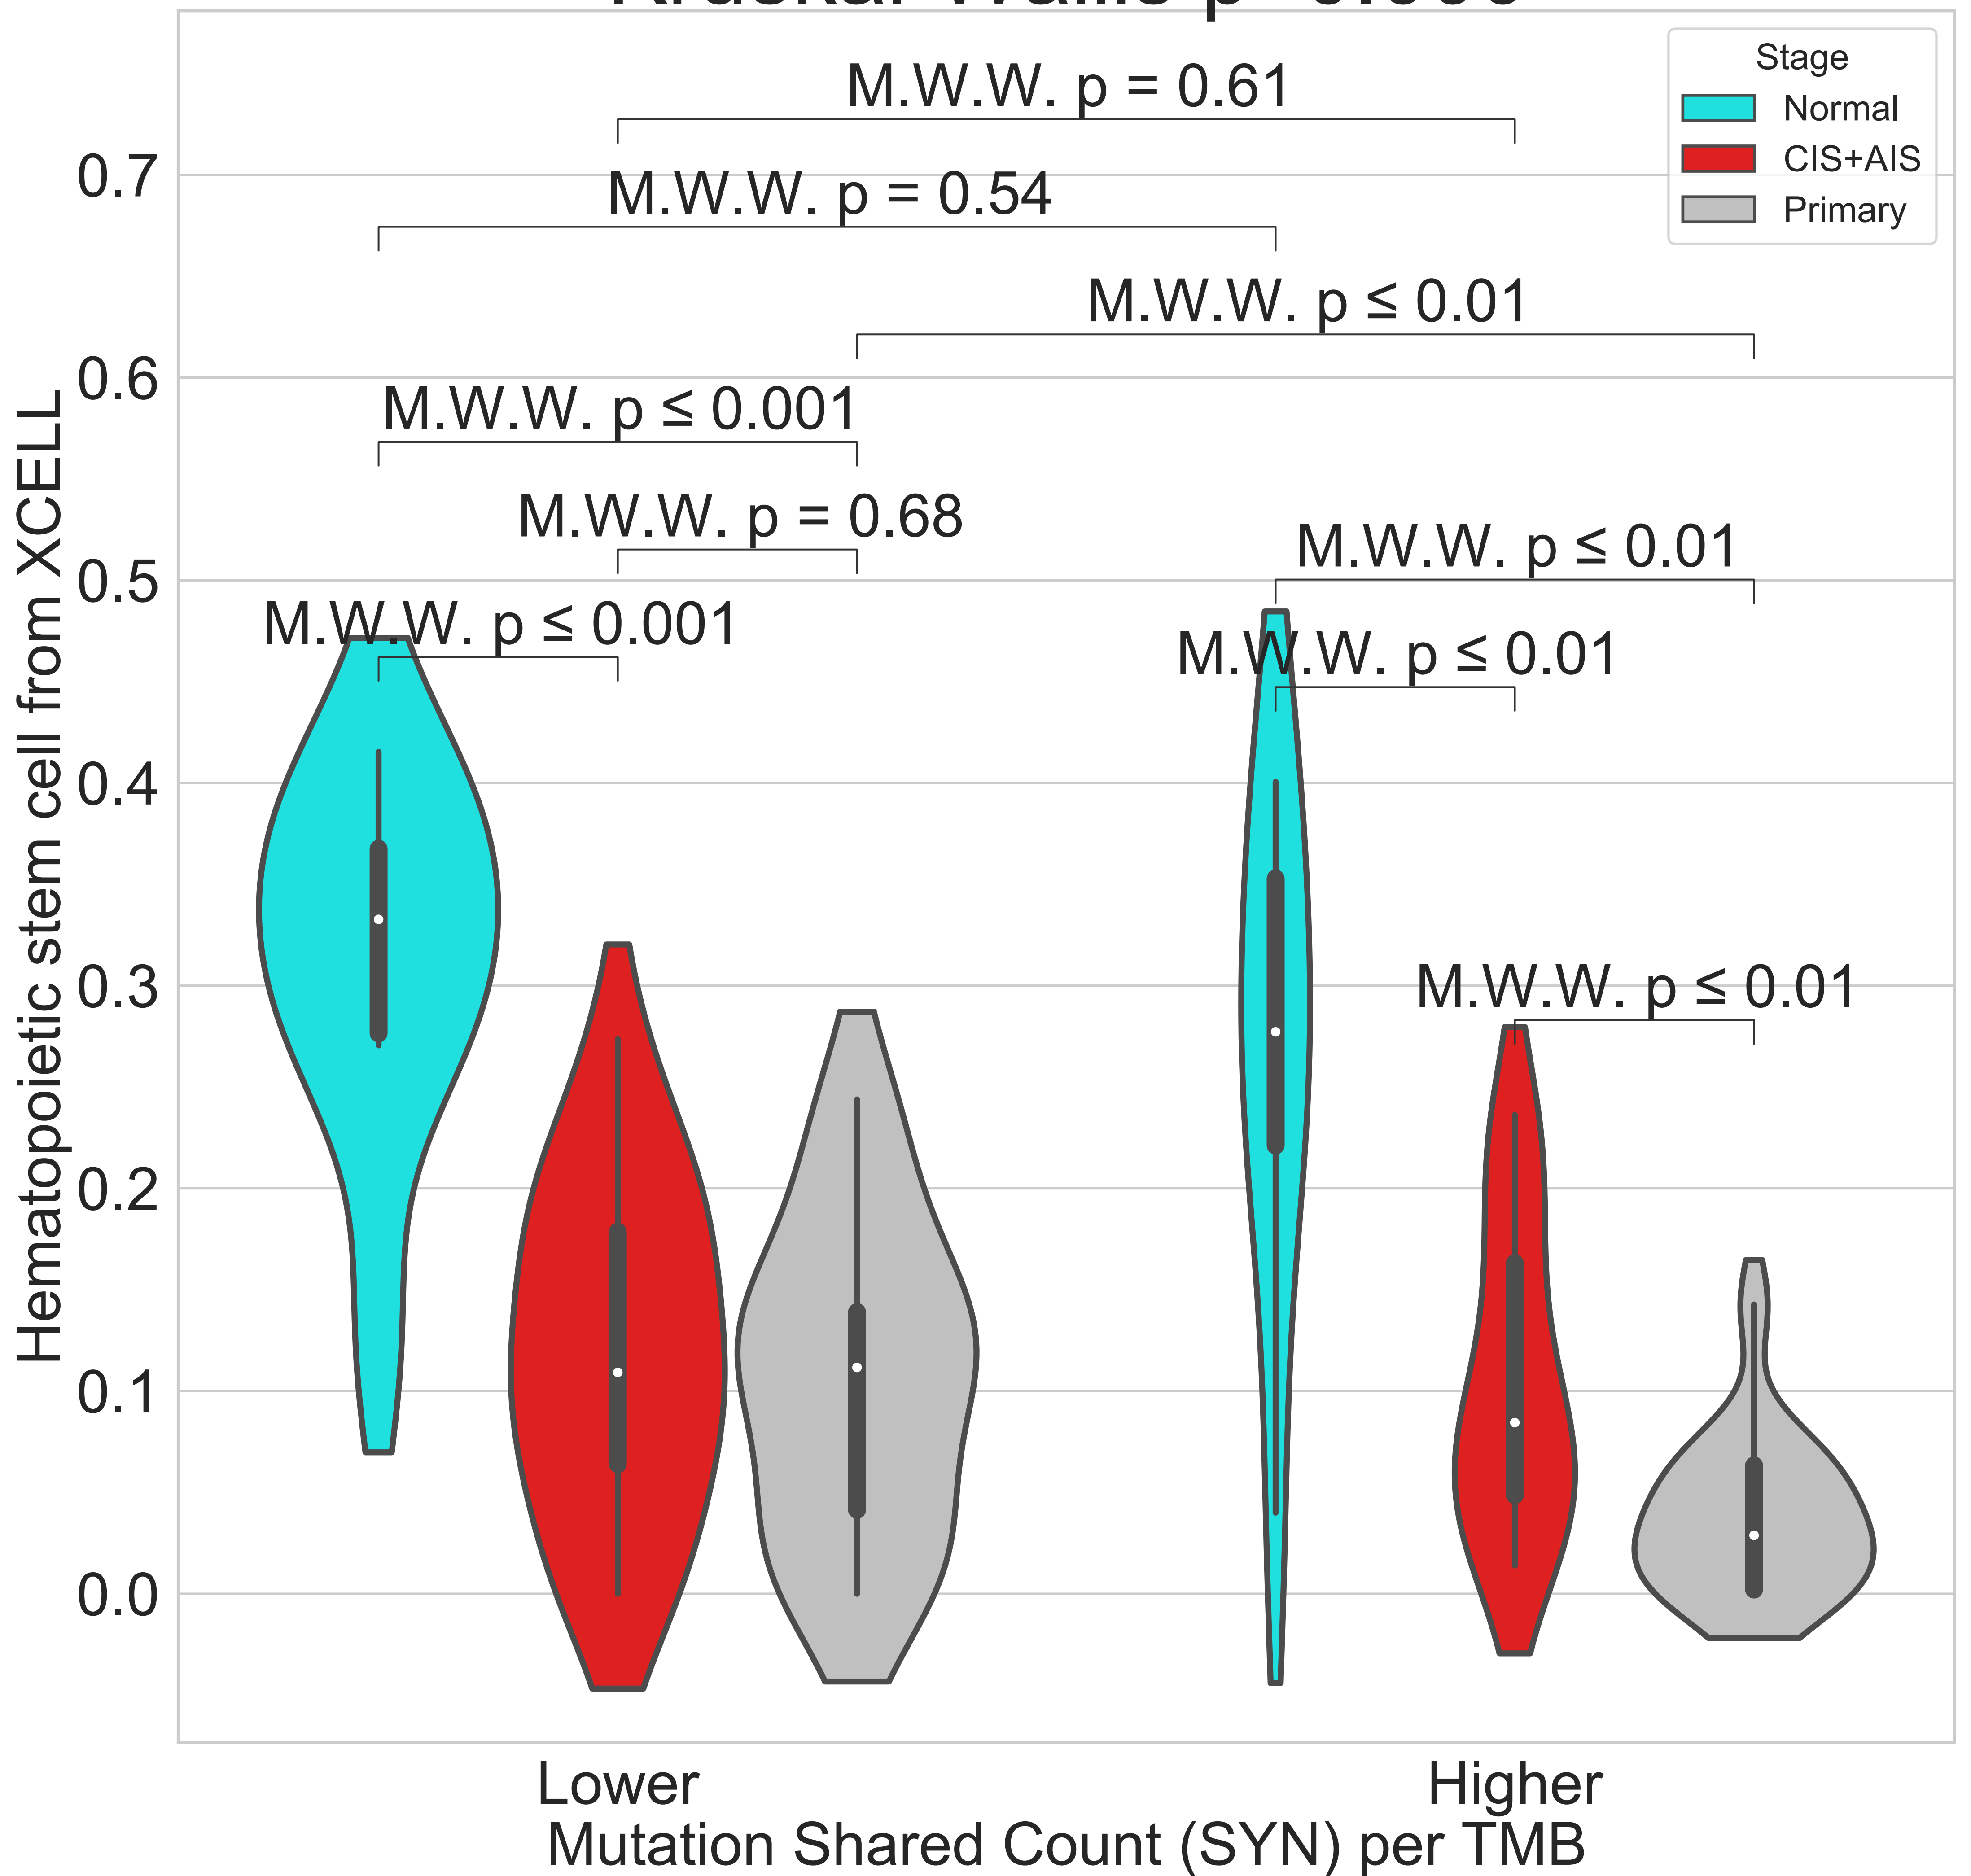 Stage
Normal
CIS+AIS
Primary
M.W.W. p = 0.61
M.W.W. p = 0.54
M.W.W. p ≤ 0.01
M.W.W. p ≤ 0.001
M.W.W. p = 0.68
M.W.W. p ≤ 0.01
M.W.W. p ≤ 0.001
M.W.W. p ≤ 0.01
M.W.W. p ≤ 0.01
Hematopoietic stem cell from XCELL
0.7
0.6
0.5
0.4
0.3
0.2
0.1
0.0
Lower
Higher
Mutation Shared Count (SYN) per TMB